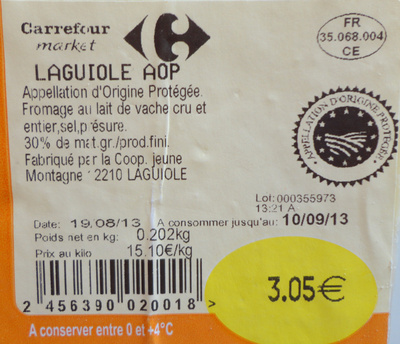 Carrefour
market
FR
35.068.004
CE
LAGUIOLE AOP
Appellation d'Origine Protégée.
Fromage au lait de vache cru et
entier,sel,présure.
30% de mat.gr./prod.fini.
Fabriqué par la Coop. jeune
Montagne 12210 LAGUIOLE
APPELLATION D'ORIGINE PROTÉGÉE
Lot:000355973
13:21 A
Date: 19/08/13 A consommer jusqu'au: 10/09/13
Poids net en kg: 0.202kg
Prix au kilo 15.10€/kg
3.05€
2 456390 020018 >
A conserver entre 0 et +4°C